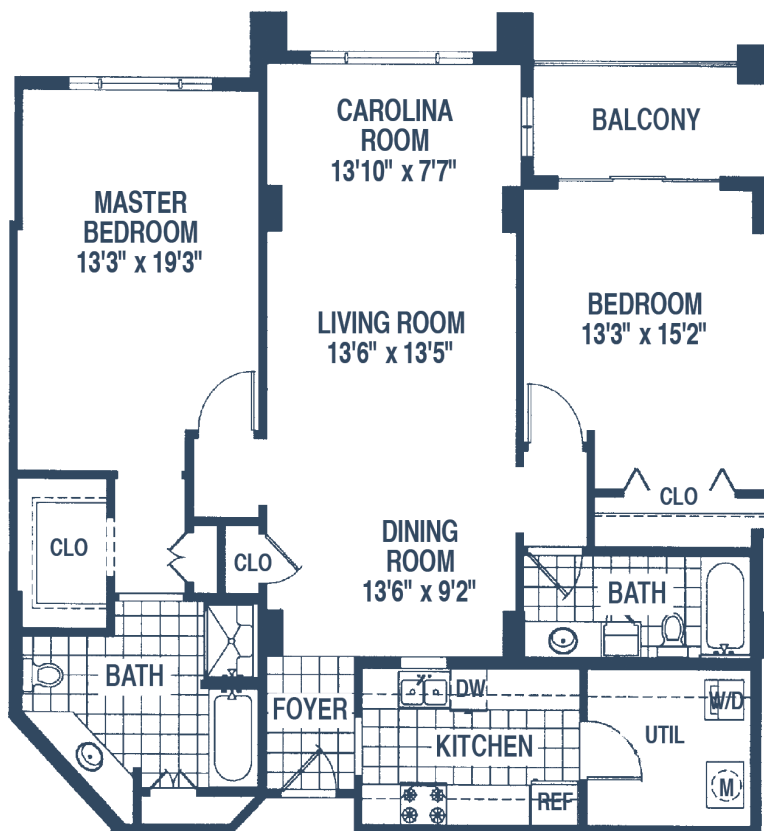 CAROLINA
ROOM
13'10" x 7'7"
BALCONY
MASTER
BEDROOM
13'3" x 19'3"
LIVING ROOM
13'6" x 13'5"
BEDROOM
13'3" x 15'2"
CLO
CLO
CLO
DINING
ROOM
13'6" x 9'2"
BATH
BATH
FOYER
DW
KITCHEN
REF
UTIL
W/D
M